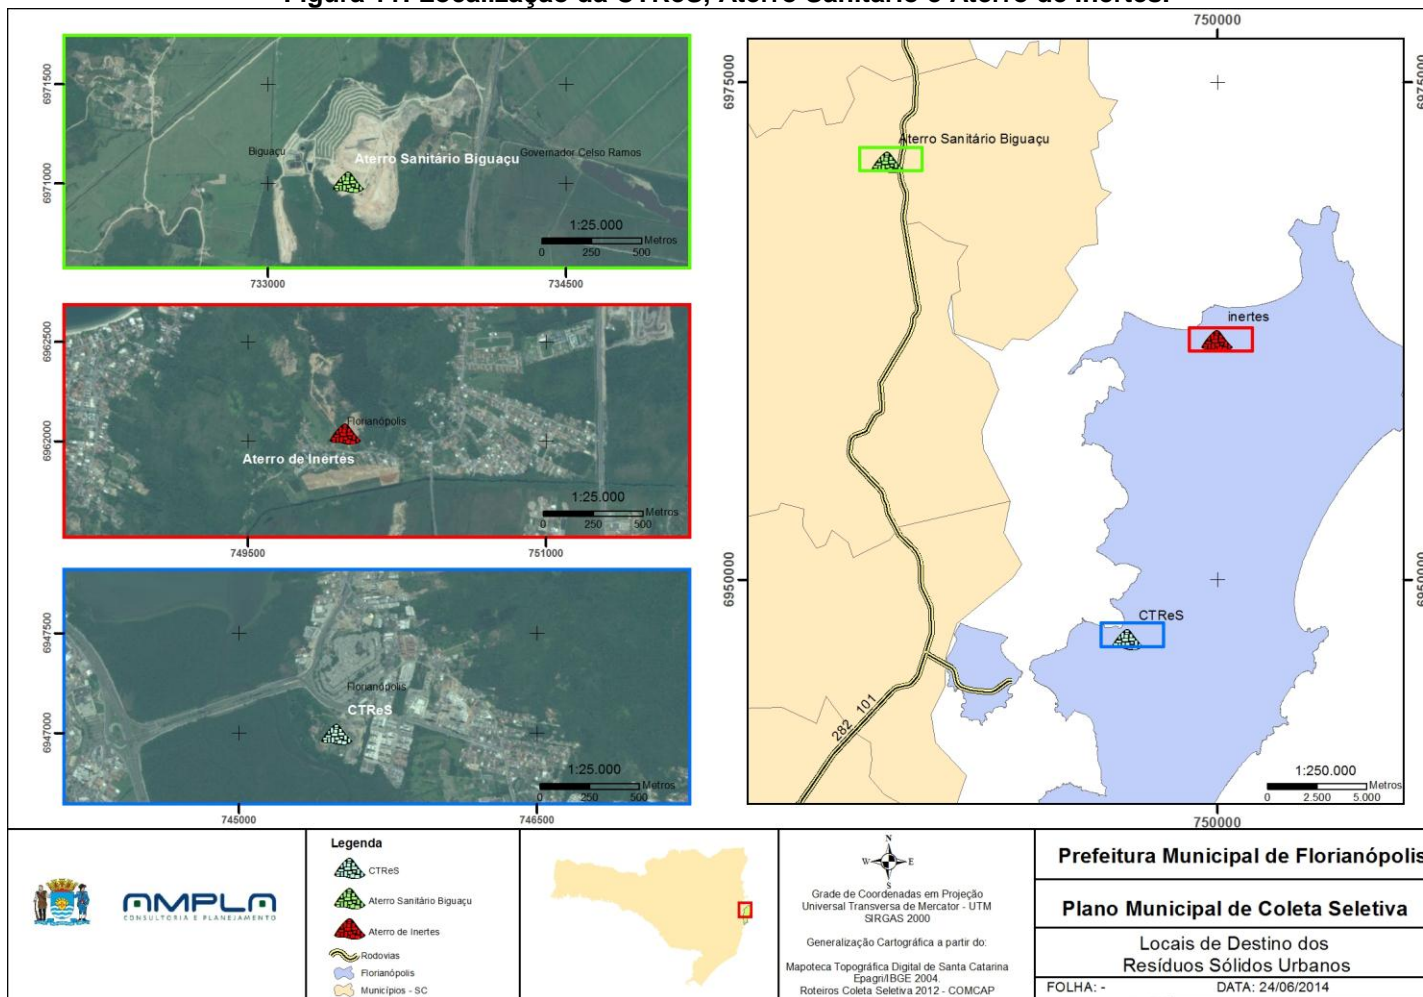 Figura 11: Localização da CTReS, Aterro Sanitário e Aterro de Inertes.
6971500
6971000
Biguaçu
Aterro Sanitário Biguaçu
Governador Celso Ramos
1:25.000
Metros
0 250 500
733000 734500
6962500
6962000
Florianópolis
Aterro de Inertes
1:25.000
Metros
0 250 500
749500 751000
6947500
6947000
Florianópolis
CTReS
1:25.000
Metros
0 250 500
745000 746500
750000
6975000 6975000
Aterro Sanitário Biguaçu
inertes
6950000 6950000
CTReS
282 101
1:250.000
Metros
0 2.500 5.000
750000
AMPLA
CONSULTORIA E PLANEJAMENTO
Legenda
CTReS
Aterro Sanitário Biguaçu
Aterro de Inertes
Rodovias
Florianópolis
Municípios - SC
N
W E
S
Grade de Coordenadas em Projeção
Universal Transversa de Mercator - UTM
SIRGAS 2000
Generalização Cartográfica a partir do:
Mapoteca Topográfica Digital de Santa Catarina
Epagri/IBGE 2004.
Roteiros Coleta Seletiva 2012 - COMCAP
Prefeitura Municipal de Florianópolis
Plano Municipal de Coleta Seletiva
Locais de Destino dos
Resíduos Sólidos Urbanos
FOLHA: - DATA: 24/06/2014